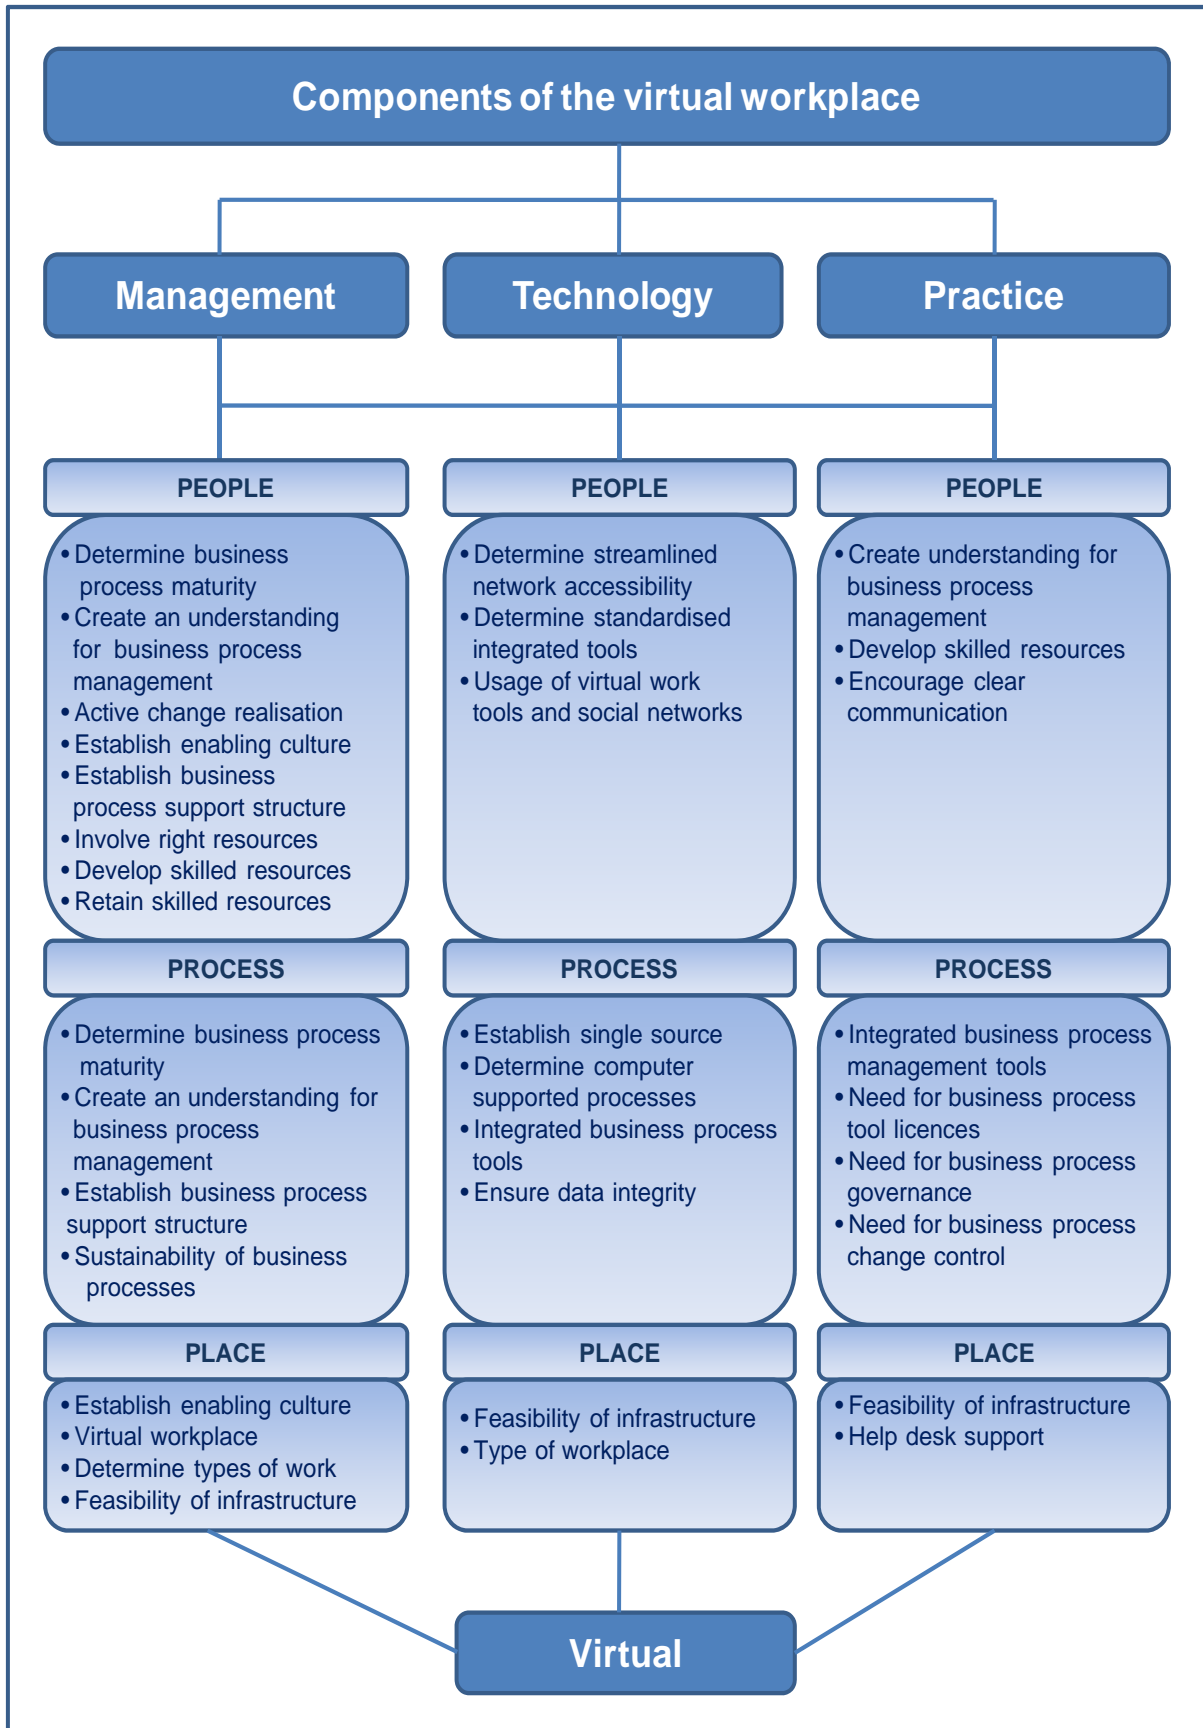 Components of the virtual workplace
Management
Technology
Practice
PEOPLE
• Determine business
process maturity
• Create an understanding
for business process
management
• Active change realisation
• Establish enabling culture
• Establish business
process support structure
• Involve right resources
• Develop skilled resources
• Retain skilled resources
PROCESS
• Determine business process
maturity
• Create an understanding for
business process
management
• Establish business process
support structure
• Sustainability of business
processes
PLACE
• Establish enabling culture
• Virtual workplace
• Determine types of work
• Feasibility of infrastructure
PEOPLE
• Determine streamlined
network accessibility
• Determine standardised
integrated tools
• Usage of virtual work
tools and social networks
PROCESS
• Establish single source
• Determine computer
supported processes
• Integrated business process
tools
• Ensure data integrity
PLACE
• Feasibility of infrastructure
• Type of workplace
PEOPLE
• Create understanding for
business process
management
• Develop skilled resources
• Encourage clear
communication
PROCESS
• Integrated business process
management tools
• Need for business process
tool licences
• Need for business process
governance
• Need for business process
change control
PLACE
• Feasibility of infrastructure
• Help desk support
Virtual